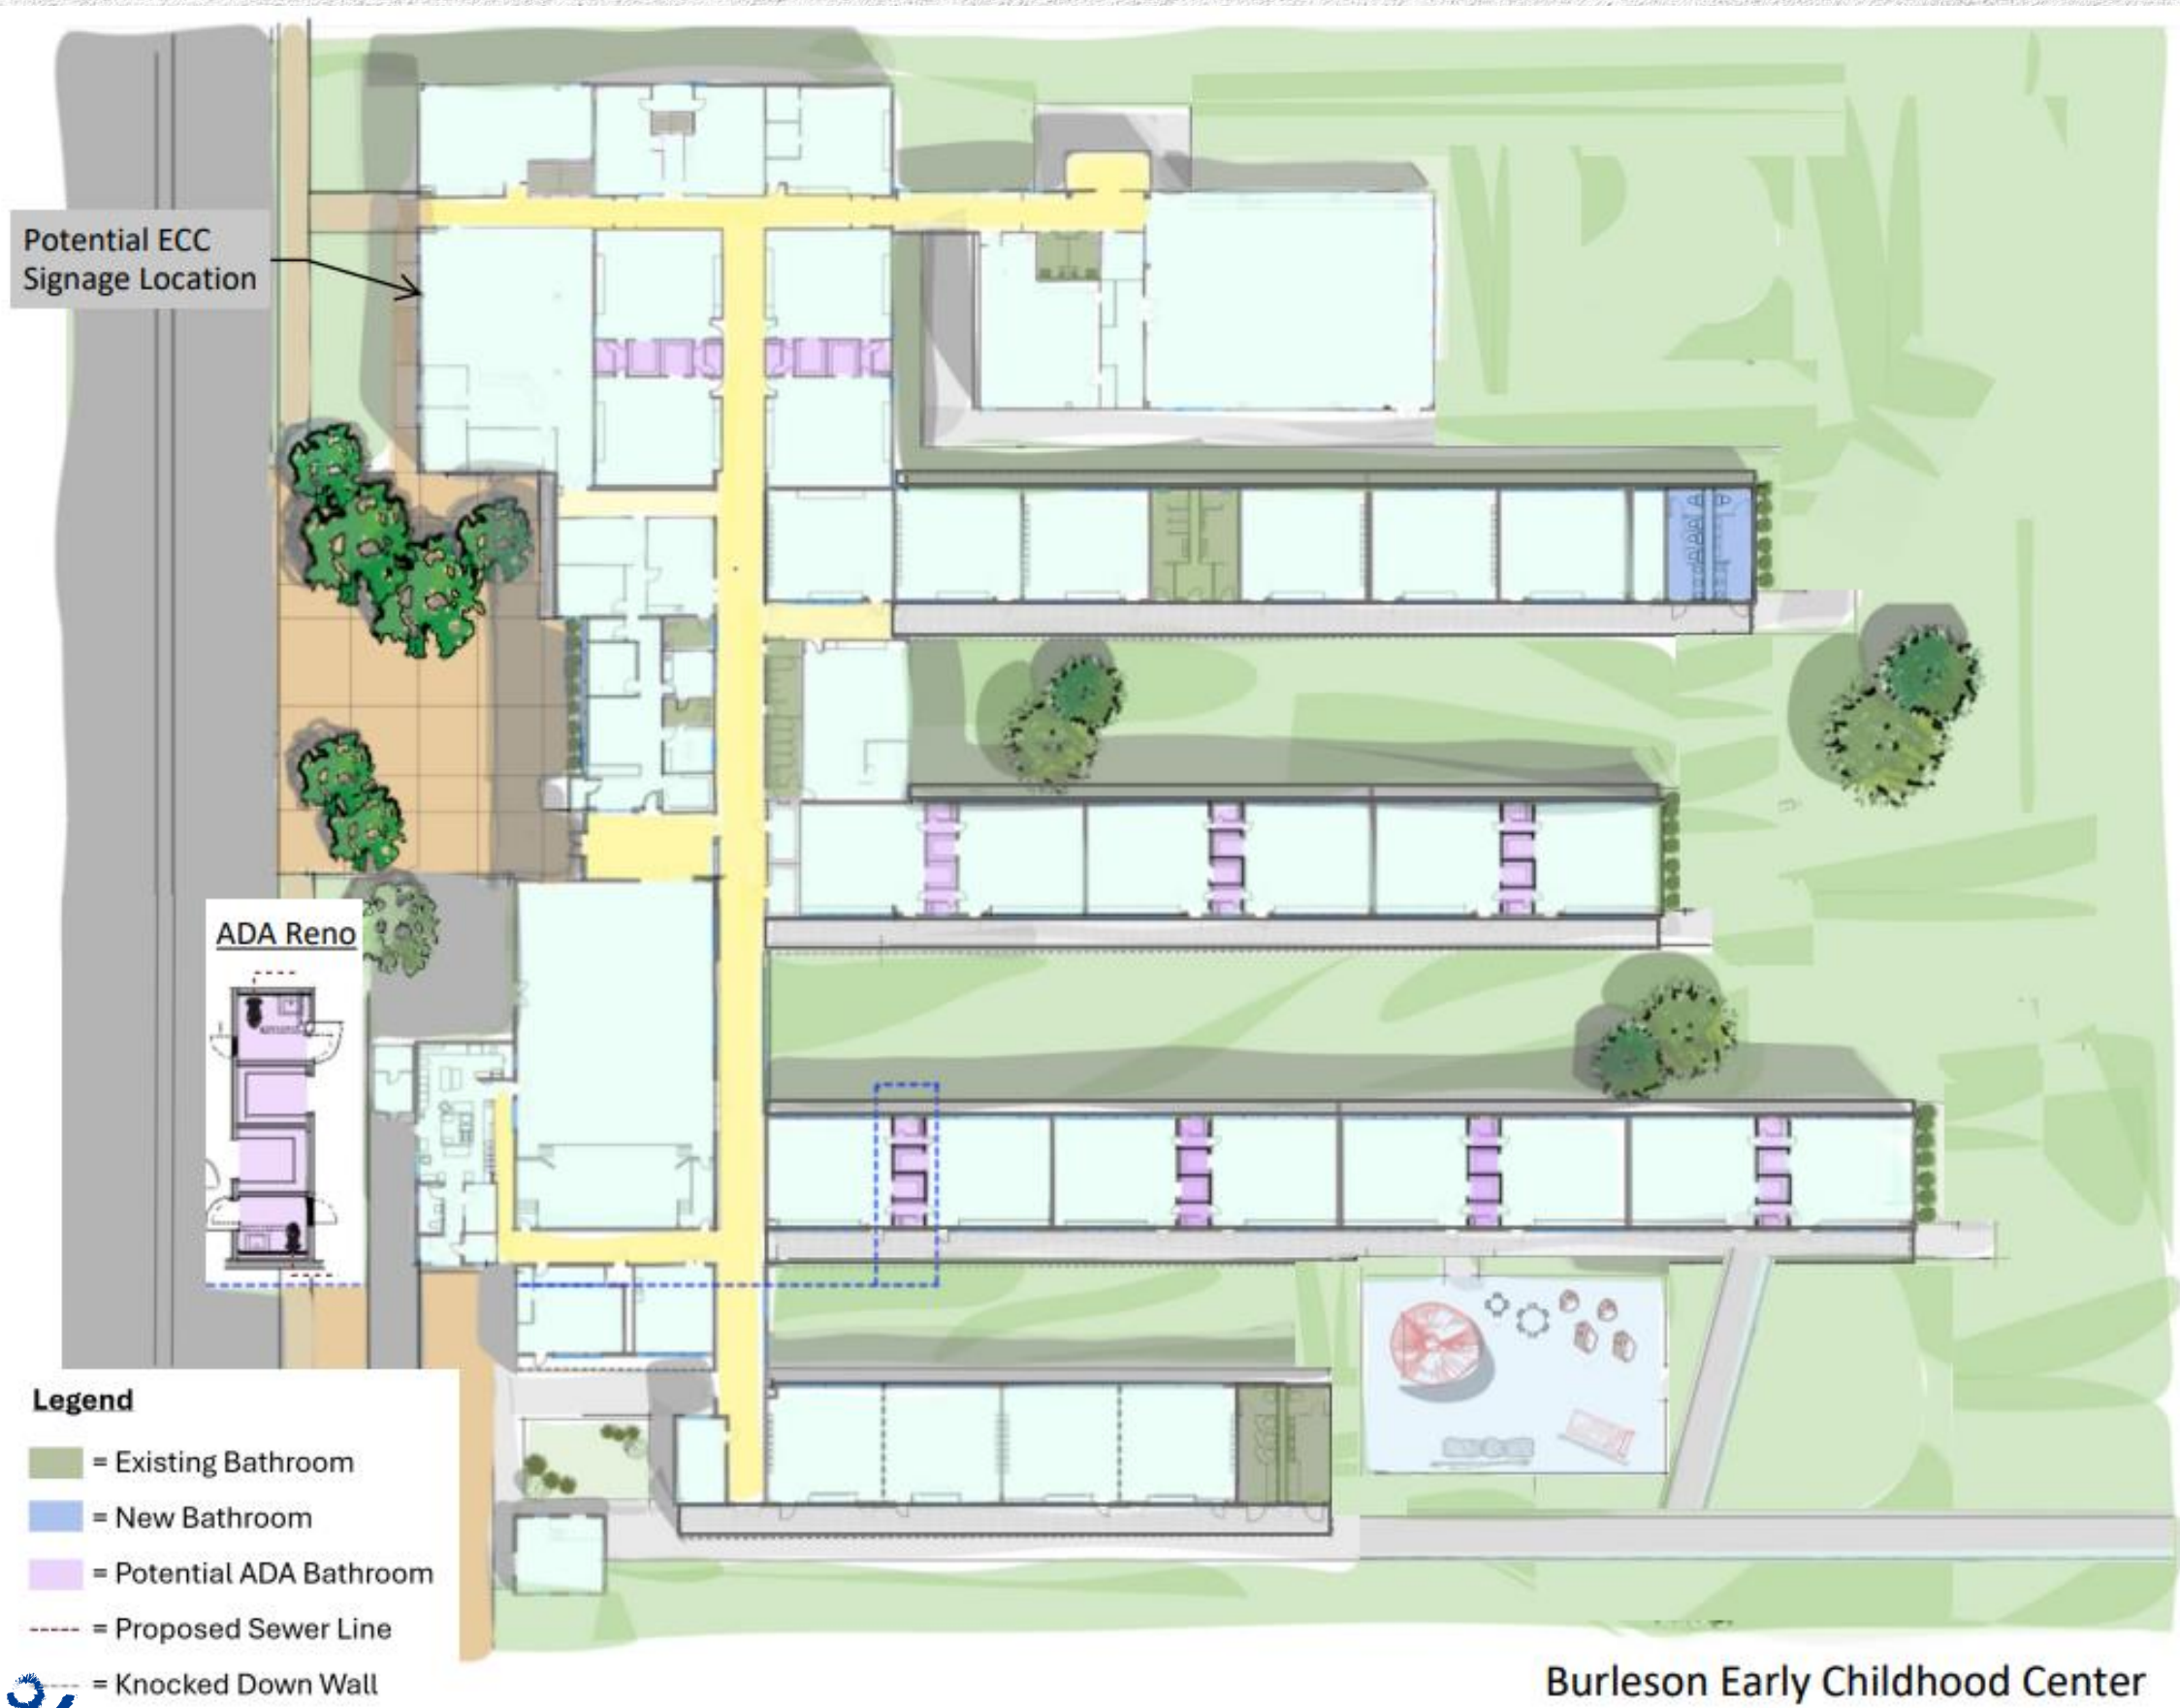 Potential ECC
Signage Location
ADA Reno
Legend
= Existing Bathroom
= New Bathroom
= Potential ADA Bathroom
= Proposed Sewer Line
= Knocked Down Wall
Burleson Early Childhood Center